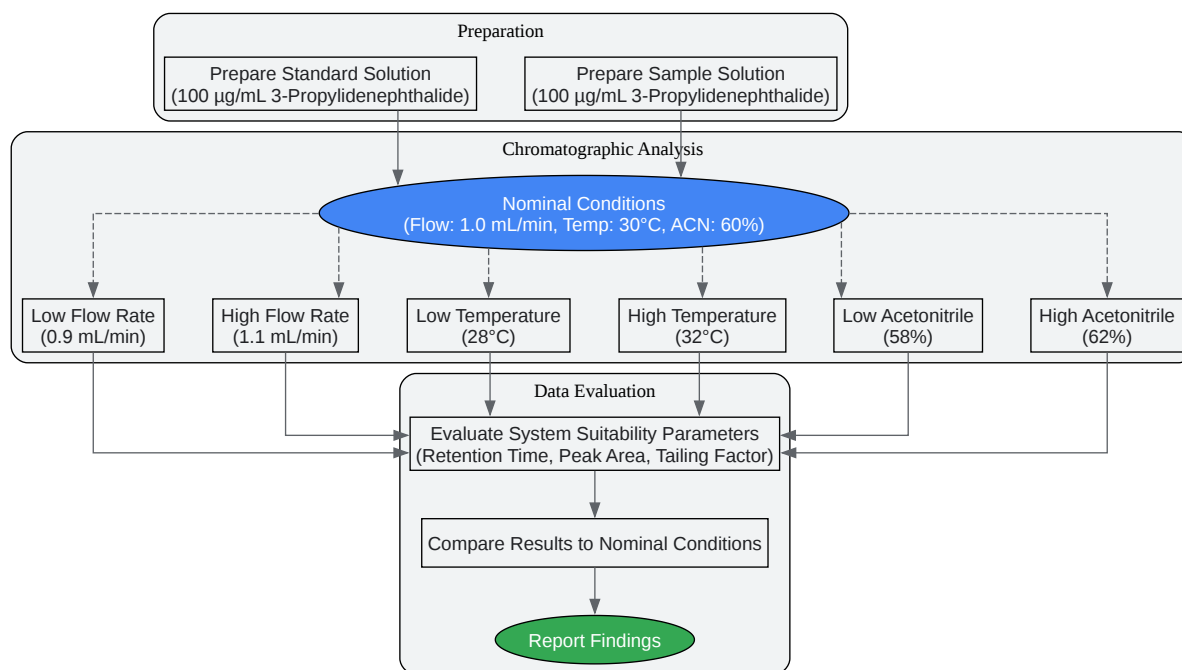 Preparation
Prepare Standard Solution
(100 µg/mL 3-Propylidenephthalide)
Prepare Sample Solution
(100 µg/mL 3-Propylidenephthalide)
Chromatographic Analysis
Nominal Conditions
(Flow: 1.0 mL/min, Temp: 30°C, ACN: 60%)
Low Flow Rate
(0.9 mL/min)
High Flow Rate
(1.1 mL/min)
Low Temperature
(28°C)
High Temperature
(32°C)
Low Acetonitrile
(58%)
High Acetonitrile
(62%)
Data Evaluation
Evaluate System Suitability Parameters
(Retention Time, Peak Area, Tailing Factor)
Compare Results to Nominal Conditions
Report Findings